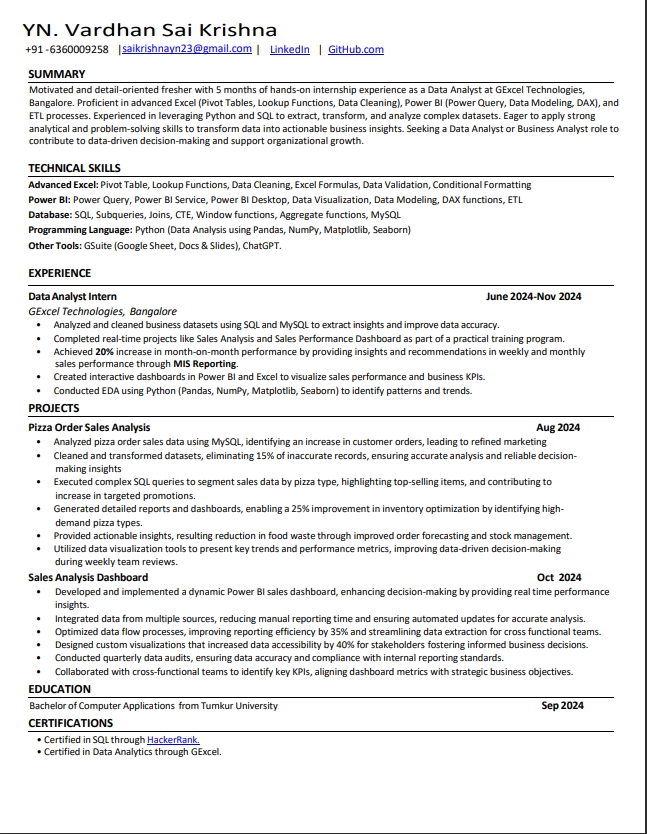 YN. Vardhan Sai Krishna
+91 -6360009258 |saikrishnayn23@gmail.com | LinkedIn | GitHub.com
SUMMARY
Motivated and detail-oriented fresher with 5 months of hands-on internship experience as a Data Analyst at GExcel Technologies,
Bangalore. Proficient in advanced Excel (Pivot Tables, Lookup Functions, Data Cleaning), Power BI (Power Query, Data Modeling, DAX), and
ETL processes. Experienced in leveraging Python and SQL to extract, transform, and analyze complex datasets. Eager to apply strong
analytical and problem-solving skills to transform data into actionable business insights. Seeking a Data Analyst or Business Analyst role to
contribute to data-driven decision-making and support organizational growth.
TECHNICAL SKILLS
Advanced Excel: Pivot Table, Lookup Functions, Data Cleaning, Excel Formulas, Data Validation, Conditional Formatting
Power BI: Power Query, Power BI Service, Power BI Desktop, Data Visualization, Data Modeling, DAX functions, ETL
Database: SQL, Subqueries, Joins, CTE, Window functions, Aggregate functions, MySQL
Programming Language: Python (Data Analysis using Pandas, NumPy, Matplotlib, Seaborn)
Other Tools: GSuite (Google Sheet, Docs & Slides), ChatGPT.
EXPERIENCE
Data Analyst Intern June 2024-Nov 2024
GExcel Technologies, Bangalore
• Analyzed and cleaned business datasets using SQL and MySQL to extract insights and improve data accuracy.
• Completed real-time projects like Sales Analysis and Sales Performance Dashboard as part of a practical training program.
• Achieved 20% increase in month-on-month performance by providing insights and recommendations in weekly and monthly
sales performance through MIS Reporting.
• Created interactive dashboards in Power BI and Excel to visualize sales performance and business KPIs.
• Conducted EDA using Python (Pandas, NumPy, Matplotlib, Seaborn) to identify patterns and trends.
PROJECTS
Pizza Order Sales Analysis Aug 2024
• Analyzed pizza order sales data using MySQL, identifying an increase in customer orders, leading to refined marketing
• Cleaned and transformed datasets, eliminating 15% of inaccurate records, ensuring accurate analysis and reliable decision-
making insights
• Executed complex SQL queries to segment sales data by pizza type, highlighting top-selling items, and contributing to
increase in targeted promotions.
• Generated detailed reports and dashboards, enabling a 25% improvement in inventory optimization by identifying high-
demand pizza types.
• Provided actionable insights, resulting reduction in food waste through improved order forecasting and stock management.
• Utilized data visualization tools to present key trends and performance metrics, improving data-driven decision-making
during weekly team reviews.
Sales Analysis Dashboard Oct 2024
• Developed and implemented a dynamic Power BI sales dashboard, enhancing decision-making by providing real time performance
insights.
• Integrated data from multiple sources, reducing manual reporting time and ensuring automated updates for accurate analysis.
• Optimized data flow processes, improving reporting efficiency by 35% and streamlining data extraction for cross functional teams.
• Designed custom visualizations that increased data accessibility by 40% for stakeholders fostering informed business decisions.
• Conducted quarterly data audits, ensuring data accuracy and compliance with internal reporting standards.
• Collaborated with cross-functional teams to identify key KPIs, aligning dashboard metrics with strategic business objectives.
EDUCATION
Bachelor of Computer Applications from Tumkur University Sep 2024
CERTIFICATIONS
• Certified in SQL through HackerRank.
• Certified in Data Analytics through GExcel.